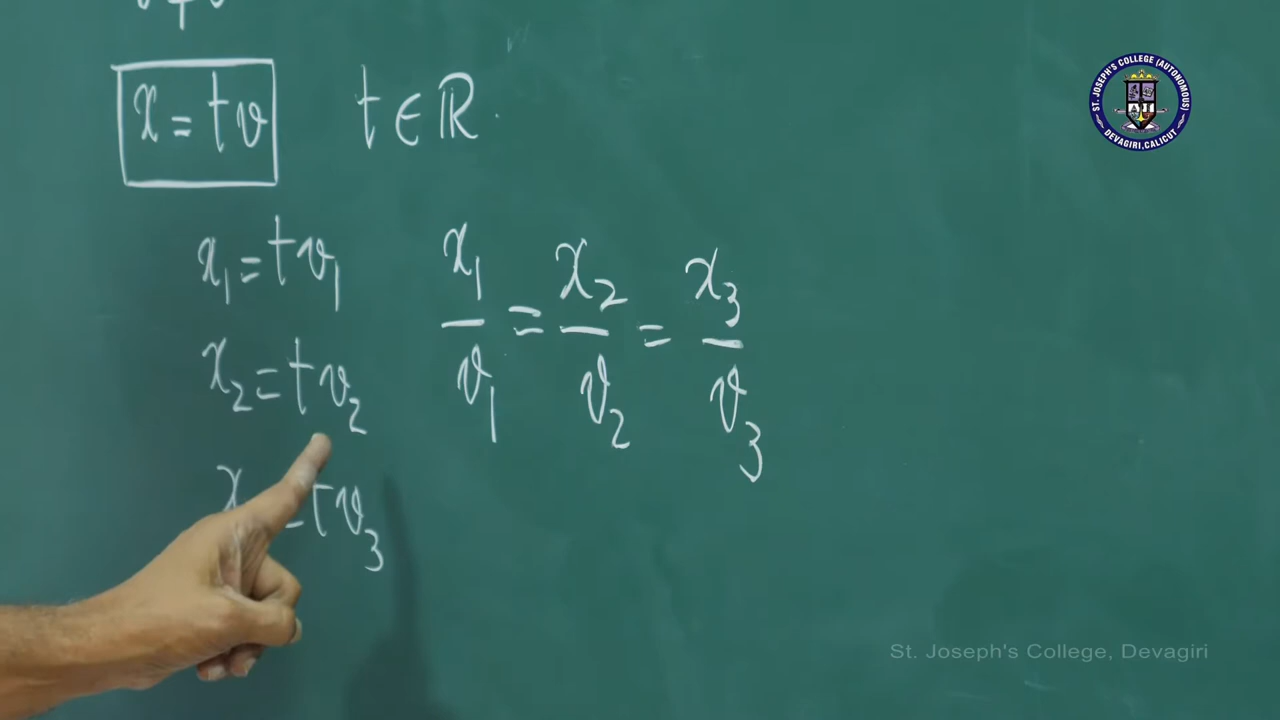 x = tv t ∈ ℝ.
x₁ = tv₁
x₂ = tv₂
x = tv₃
x₁/v₁ = x₂/v₂ = x₃/v₃
ST. JOSEPH'S COLLEGE (AUTONOMOUS)
DEVAGIRI, CALICUT
St. Joseph's College, Devagiri